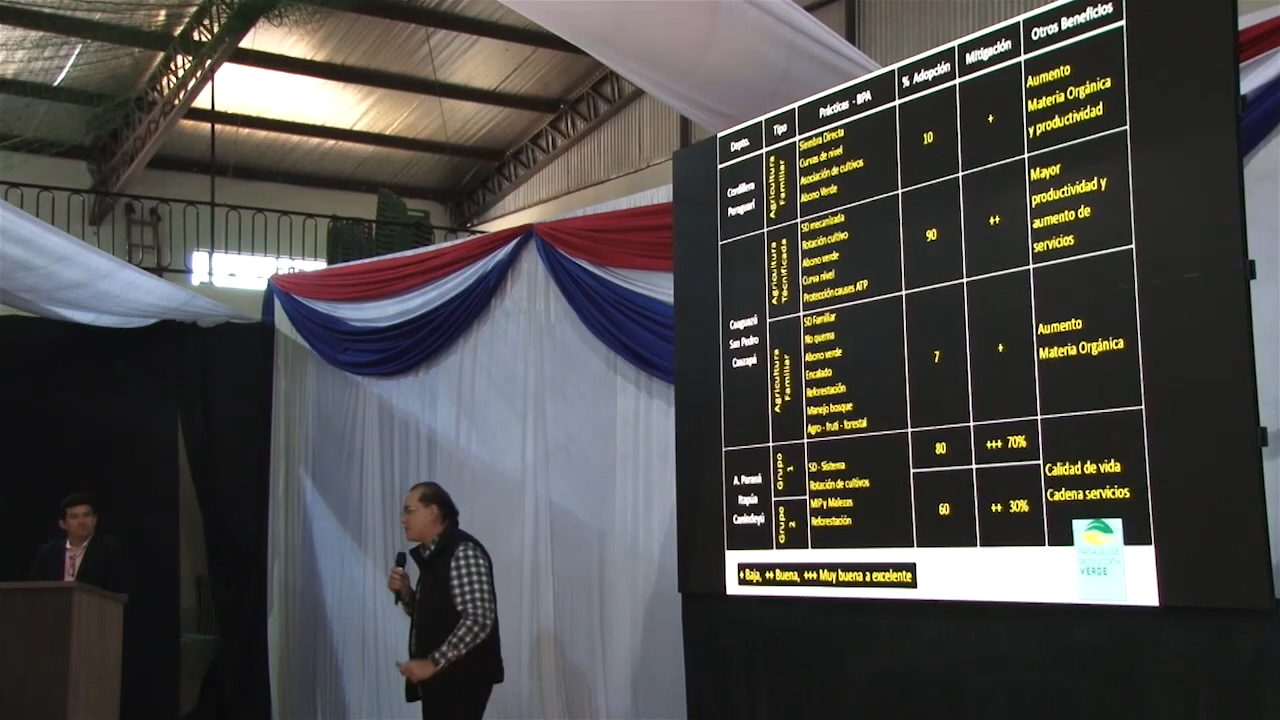 Depto.
Tipo
Prácticas - BPA
% Adopción
Mitigación
Otros Beneficios
Cordillera
Paraguarí
Agricultura
Familiar
Siembra Directa
Curvas de nivel
Asociación de cultivos
Abono Verde
10
+
Aumento
Materia Orgánica
y productividad
Caaguazú
San Pedro
Caazapá
Agricultura
Tecnificada
SD mecanizada
Rotación cultivo
Abono verde
Curva nivel
Protección causes ATP
90
++
Mayor
productividad y
aumento de
servicios
Agricultura
Familiar
SD Familiar
No quema
Abono verde
Encalado
Reforestación
Manejo bosque
Agro - fruti - forestal
7
+
Aumento
Materia Orgánica
A. Paraná
Itapúa
Canindeyú
Grupo
1
Grupo
2
SD - Sistema
Rotación de cultivos
MIP y Malezas
Reforestación
80
+++ 70%
60
++ 30%
Calidad de vida
Cadena servicios
+ Baja, ++ Buena, +++ Muy buena a excelente
PAISAJES DE
PRODUCCIÓN
VERDE